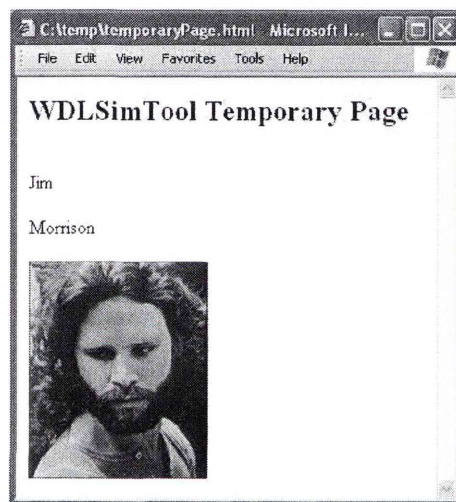 C:\temp\temporaryPage.html - Microsoft I...
File Edit View Favorites Tools Help
WDLSimTool Temporary Page
Jim
Morrison